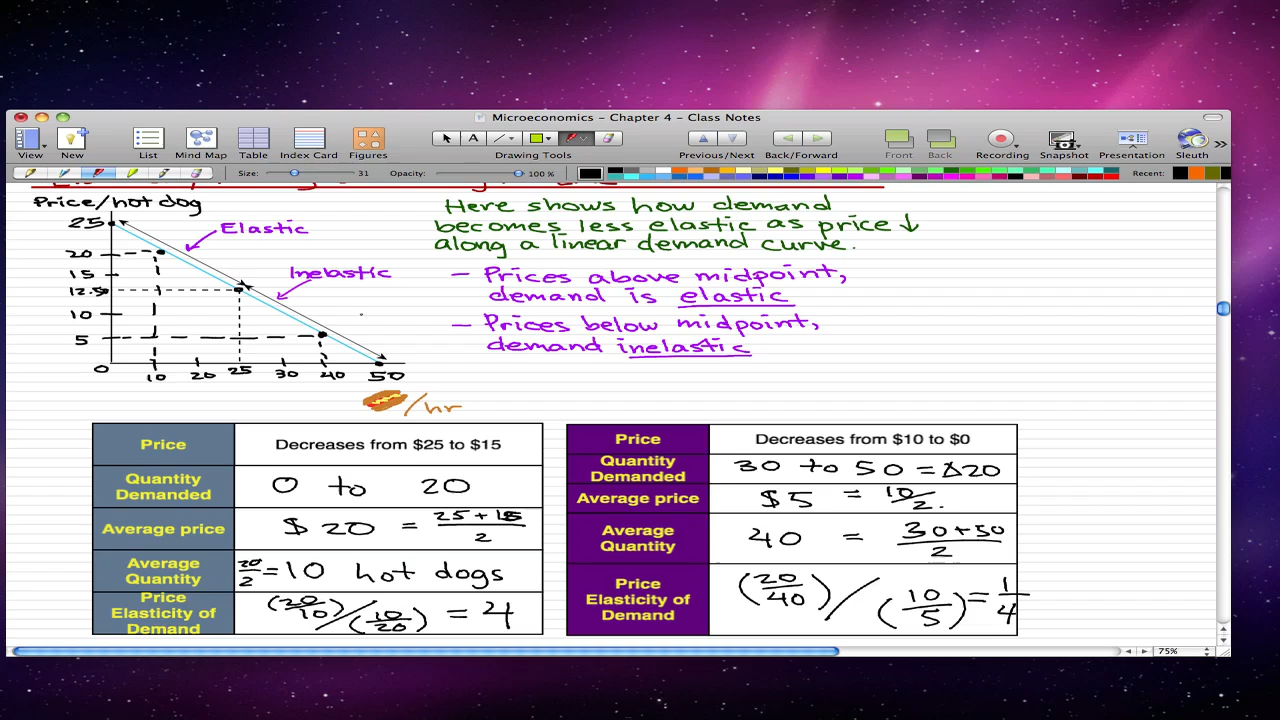 Microeconomics - Chapter 4 - Class Notes
View New List Mind Map Table Index Card Figures Drawing Tools Previous/Next Back/Forward Front Back Recording Snapshot Presentation Sleuth
Size: 31 Opacity: 100 % Recent:
Price/hot dog
25
20
15
12.50
10
5
0 10 20 25 30 40 50
/hr
Elastic
Inelastic
Here shows how demand
becomes less elastic as price ↓
along a linear demand curve.
- Prices above midpoint,
demand is elastic
- Prices below midpoint,
demand inelastic
Price Decreases from $25 to $15
Quantity Demanded 0 to 20
Average price $ 20 = 25+15/2
Average Quantity 20/2 = 10 hot dogs
Price Elasticity of Demand (20/10)/(10/20) = 4
Price Decreases from $10 to $0
Quantity Demanded 30 to 50 = Δ20
Average price $5 = 10/2.
Average Quantity 40 = 30+50/2
Price Elasticity of Demand (20/40)/(10/5) = 1/4
75%